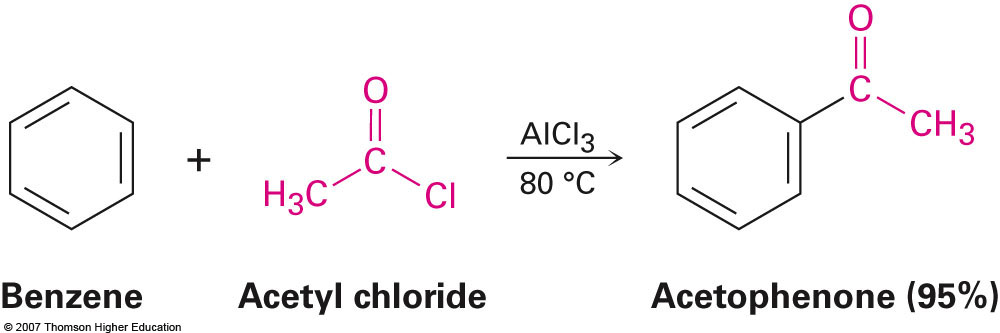 O
C
H₃C
Cl
+
AlCl₃
80 °C
O
C
CH₃
Benzene
Acetyl chloride
Acetophenone (95%)
© 2007 Thomson Higher Education